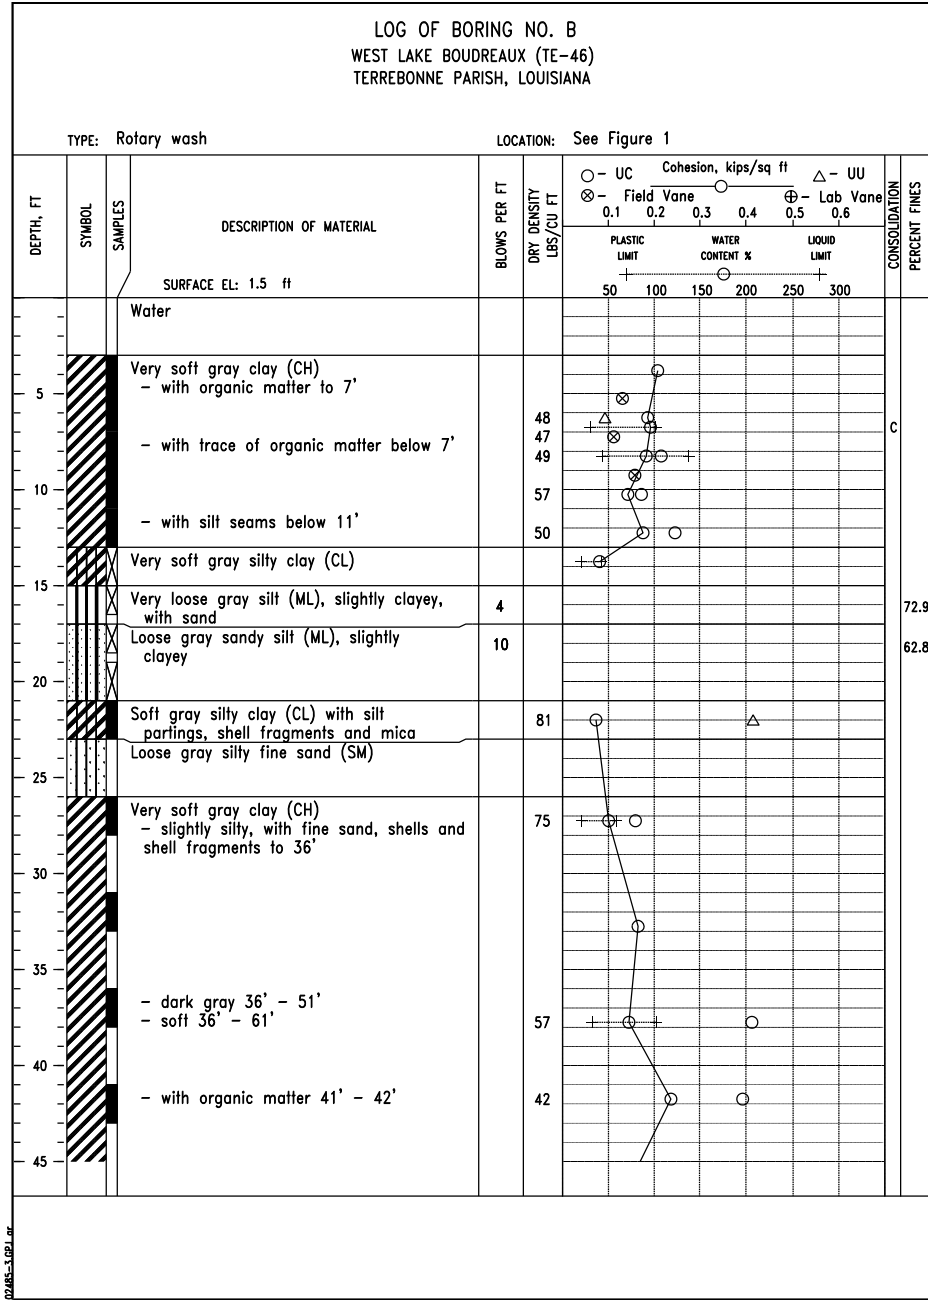 LOG OF BORING NO. B
WEST LAKE BOUDREAUX (TE-46)
TERREBONNE PARISH, LOUISIANA
TYPE: Rotary wash LOCATION: See Figure 1
DEPTH, FT
SYMBOL
SAMPLES
DESCRIPTION OF MATERIAL
SURFACE EL: 1.5 ft
BLOWS PER FT
DRY DENSITY
LBS/CU FT
Cohesion, kips/sq ft
- UC - UU
- Field Vane - Lab Vane
0.1 0.2 0.3 0.4 0.5 0.6
PLASTIC WATER LIQUID
LIMIT CONTENT % LIMIT
50 100 150 200 250 300
CONSOLIDATION
PERCENT FINES
Water
Very soft gray clay (CH)
5 - with organic matter to 7'
48
C
47
- with trace of organic matter below 7'
49
10 57
- with silt seams below 11'
50
Very soft gray silty clay (CL)
15
Very loose gray silt (ML), slightly clayey, 4 72.9
with sand
Loose gray sandy silt (ML), slightly 10 62.8
clayey
20
Soft gray silty clay (CL) with silt 81
partings, shell fragments and mica
Loose gray silty fine sand (SM)
25
Very soft gray clay (CH)
- slightly silty, with fine sand, shells and 75
shell fragments to 36'
30
35
- dark gray 36' - 51'
- soft 36' - 61' 57
40
- with organic matter 41' - 42' 42
45
02485-3.GPJ ar